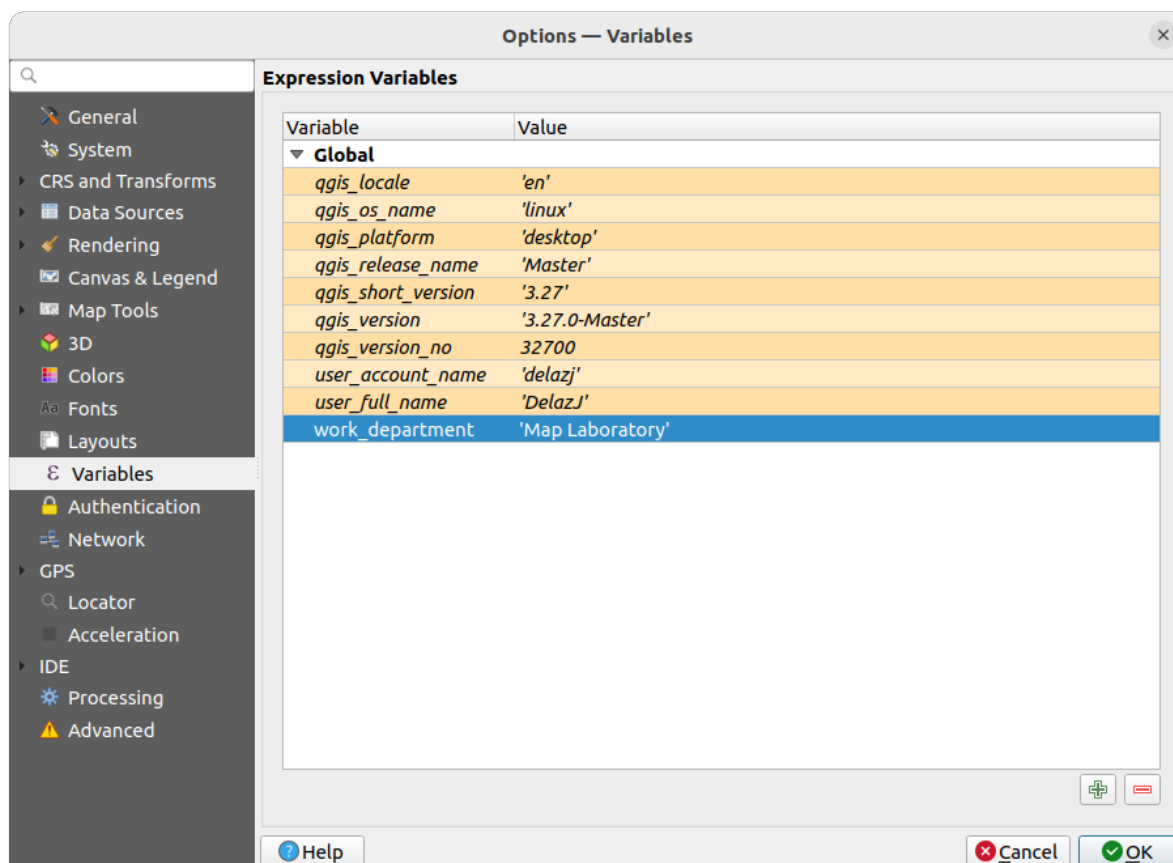 Options — Variables
Expression Variables
General
System
CRS and Transforms
Data Sources
Rendering
Canvas & Legend
Map Tools
3D
Colors
Aa Fonts
Layouts
ε Variables
Authentication
Network
GPS
Locator
Acceleration
IDE
Processing
Advanced
Variable Value
Global
qgis_locale 'en'
qgis_os_name 'linux'
qgis_platform 'desktop'
qgis_release_name 'Master'
qgis_short_version '3.27'
qgis_version '3.27.0-Master'
qgis_version_no 32700
user_account_name 'delazj'
user_full_name 'DelazJ'
work_department 'Map Laboratory'
Help
Cancel
OK